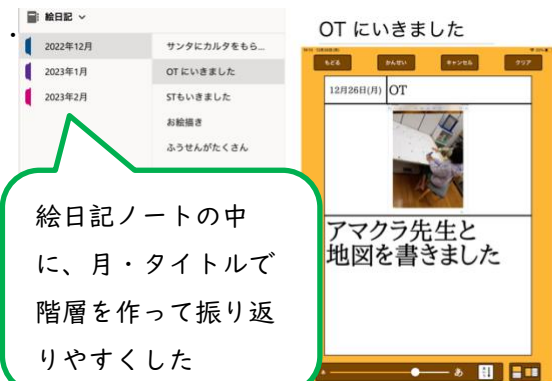 絵日記
2022年12月
2023年1月
2023年2月
サンタにカルタをもら...
OT にいきました
STもいきました
お絵描き
ふうせんがたくさん
絵日記ノートの中
に、月・タイトルで
階層を作って振り返
りやすくした
OT にいきました
もどる
かんせい
キャンセル
クリア
12月26日(月)
OT
アマクラ先生と
地図を書きました
あ